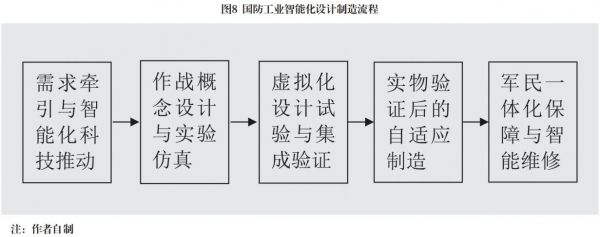 图8 国防工业智能化设计制造流程
需求牵
引与智
能化科
技推动
作战概
念设计
与实验
仿真
虚拟化
设计试
验与集
成验证
实物验
证后的
自适应
制造
军民一
体化保
障与智
能维修
注：作者自制